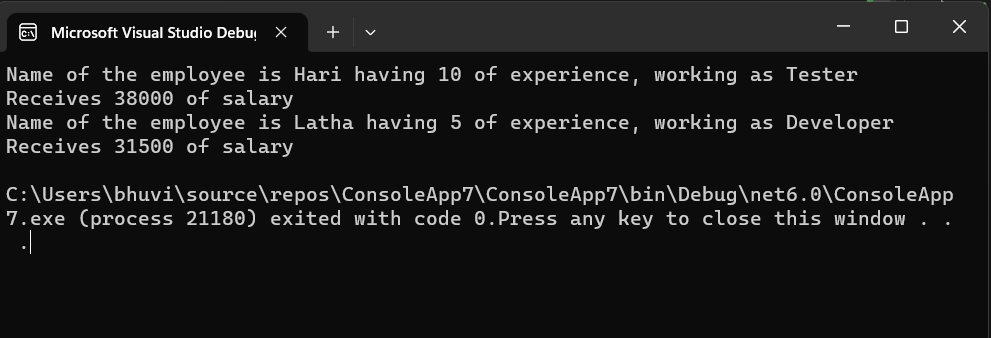 Microsoft Visual Studio Debu
Name of the employee is Hari having 10 of experience, working as Tester
Receives 38000 of salary
Name of the employee is Latha having 5 of experience, working as Developer
Receives 31500 of salary
C:\Users\bhuvi\source\repos\ConsoleApp7\ConsoleApp7\bin\Debug\net6.0\ConsoleApp
7.exe (process 21180) exited with code 0.Press any key to close this window . .
.